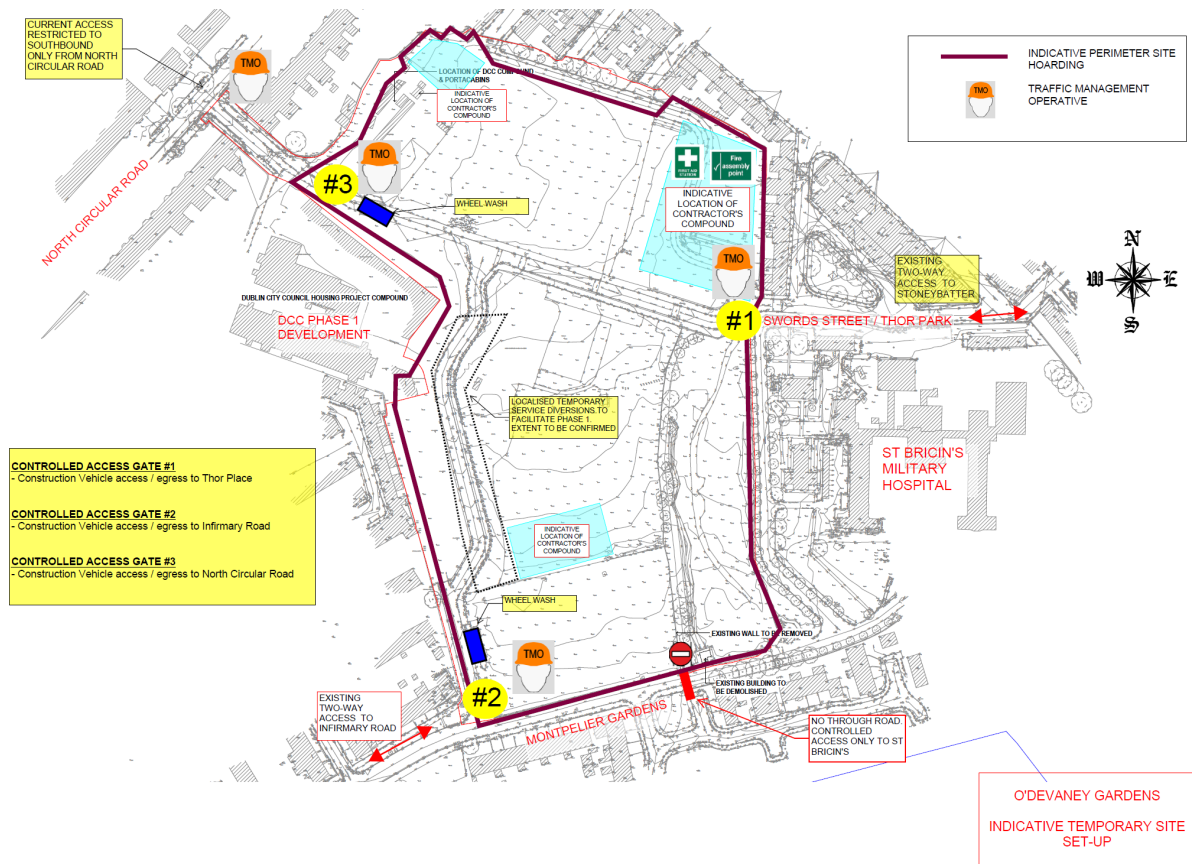 CURRENT ACCESS
RESTRICTED TO
SOUTHBOUND
ONLY FROM NORTH
CIRCULAR ROAD
TMO
INDICATIVE PERIMETER SITE
HOARDING
TMO
TRAFFIC MANAGEMENT
OPERATIVE
LOCATION OF DCC COMPOUND
& PORTACABINS
INDICATIVE
LOCATION OF
CONTRACTOR'S
COMPOUND
NORTH CIRCULAR ROAD
TMO
#3
WHEEL WASH
FIRST AID
STATION
Fire
assembly
point
INDICATIVE
LOCATION OF
CONTRACTOR'S
COMPOUND
TMO
#1
SWORDS STREET / THOR PARK
EXISTING
TWO-WAY
ACCESS TO
STONEYBATTER
N
W
E
S
DUBLIN CITY COUNCIL HOUSING PROJECT COMPOUND
DCC PHASE 1
DEVELOPMENT
LOCALISED TEMPORARY
SERVICE DIVERSIONS TO
FACILITATE PHASE 1.
EXTENT TO BE CONFIRMED
ST BRICIN'S
MILITARY
HOSPITAL
CONTROLLED ACCESS GATE #1
- Construction Vehicle access / egress to Thor Place
CONTROLLED ACCESS GATE #2
- Construction Vehicle access / egress to Infirmary Road
CONTROLLED ACCESS GATE #3
- Construction Vehicle access / egress to North Circular Road
INDICATIVE
LOCATION OF
CONTRACTOR'S
COMPOUND
WHEEL WASH
TMO
#2
EXISTING WALL TO BE REMOVED
EXISTING BUILDING TO
BE DEMOLISHED
EXISTING
TWO-WAY
ACCESS TO
INFIRMARY ROAD
MONTPELIER GARDENS
NO THROUGH ROAD.
CONTROLLED
ACCESS ONLY TO ST
BRICIN'S
O'DEVANEY GARDENS
INDICATIVE TEMPORARY SITE
SET-UP